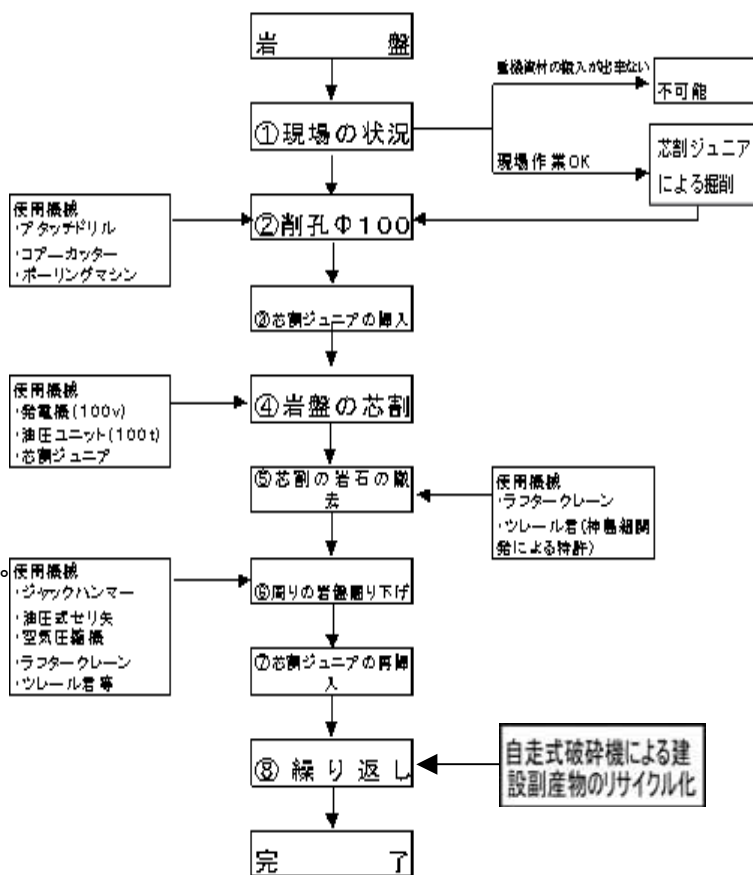 岩　盤
重機資材の搬入が出来ない
不可能
①現場の状況
現場作業OK
芯割ジュニア
による掘削
使用機械
・アタッチドリル
・コアーカッター
・ボーリングマシン
②削孔Φ100
③芯割ジュニアの挿入
使用機械
・発電機(100v)
・油圧ユニット(100t)
・芯割ジュニア
④岩盤の芯割
⑤芯割の岩石の撤
去
使用機械
・ラフタークレーン
・ツレール君(神島組開
発による特許)
。
使用機械
・ジャックハンマー
・油圧式セリ矢
・空気圧縮機
・ラフタークレーン
・ツレール君等
⑥周りの岩盤掘り下げ
⑦芯割ジュニアの再挿
入
⑧繰り返し
自走式破砕機による建
設副産物のリサイクル化
完　了